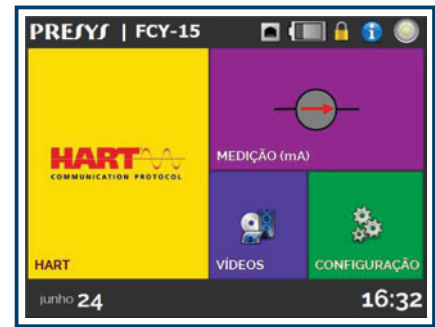 PRESYS | FCY-15
HART
COMMUNICATION PROTOCOL
HART
MEDIÇÃO (mA)
VÍDEOS
CONFIGURAÇÃO
junho 24
16:32